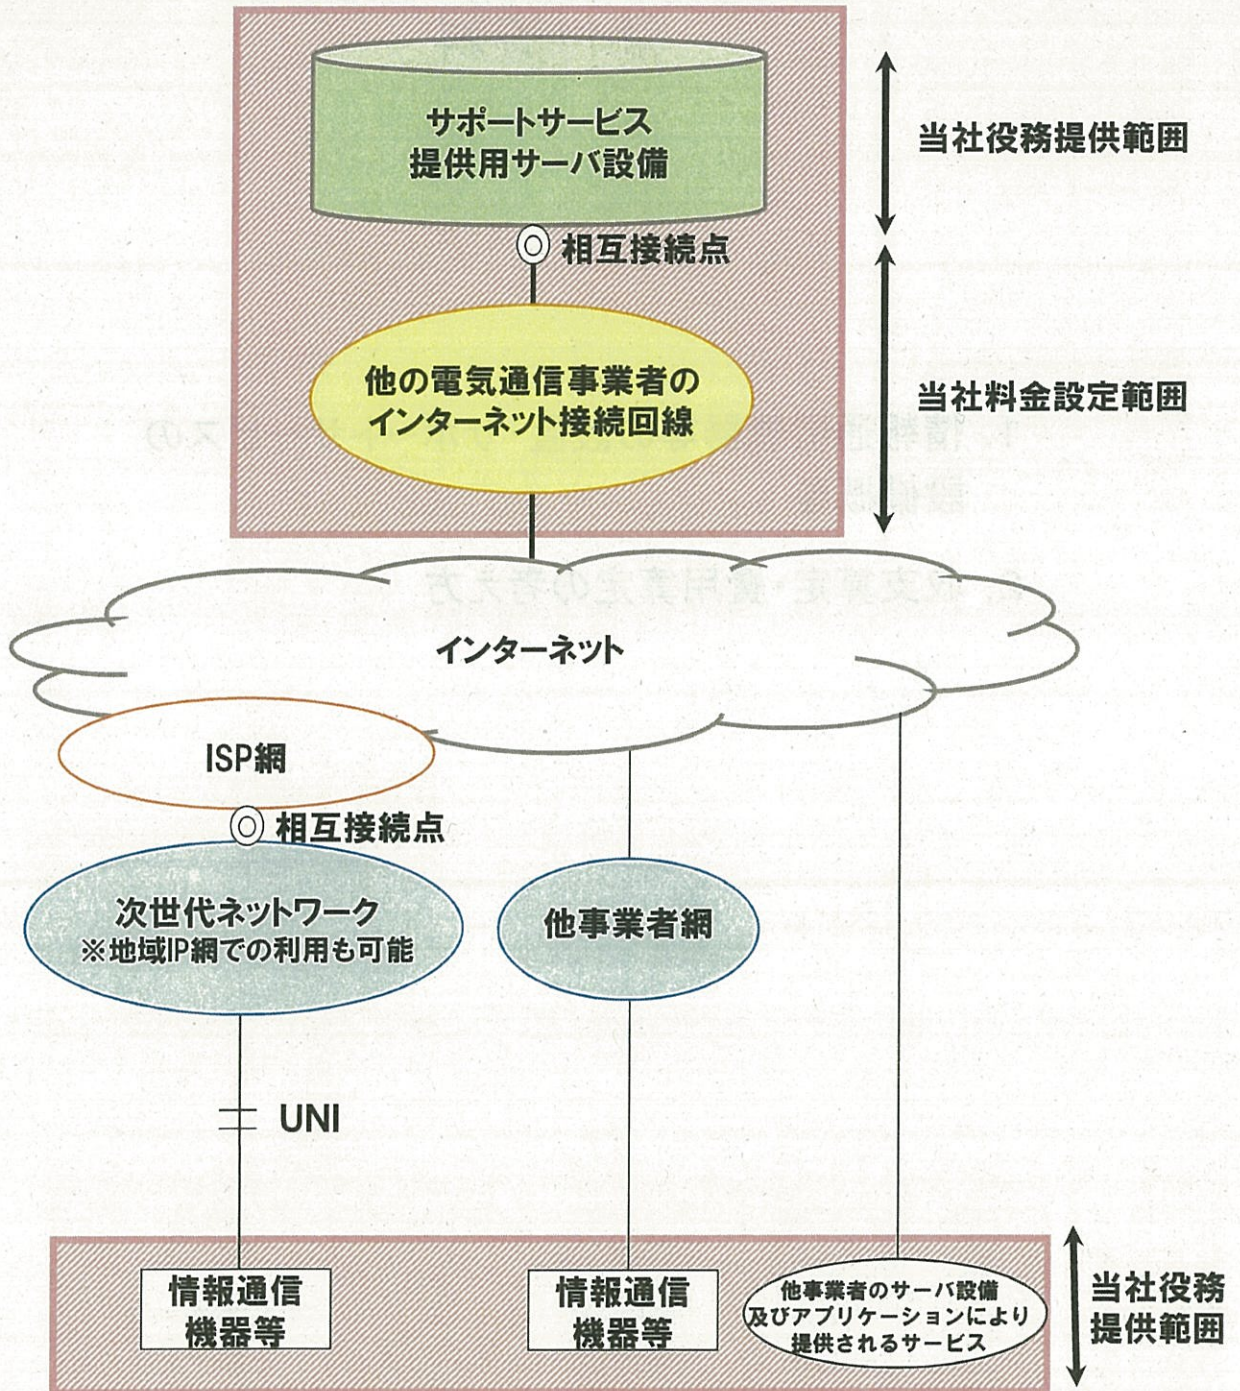 サポートサービス
提供用サーバ設備
当社役務提供範囲
相互接続点
他の電気通信事業者の
インターネット接続回線
当社料金設定範囲
インターネット
ISP網
相互接続点
次世代ネットワーク
※地域IP網での利用も可能
他事業者網
UNI
情報通信
機器等
情報通信
機器等
他事業者のサーバ設備
及びアプリケーションにより
提供されるサービス
当社役務
提供範囲